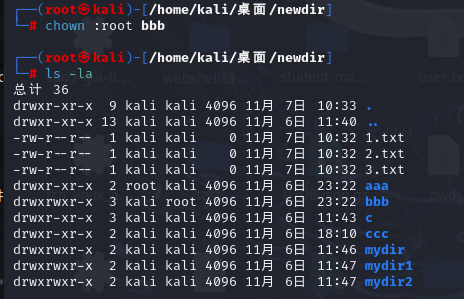 ┌──(root㉿kali)-[/home/kali/桌面/newdir]
└─# chown :root bbb
┌──(root㉿kali)-[/home/kali/桌面/newdir]
└─# ls -la
总计 36
drwxr-xr-x  9 kali kali 4096 11月  7日 10:33 .
drwxr-xr-x 13 kali kali 4096 11月  6日 11:40 ..
-rw-r--r--  1 kali kali    0 11月  7日 10:32 1.txt
-rw-r--r--  1 kali kali    0 11月  7日 10:32 2.txt
-rw-r--r--  1 kali kali    0 11月  7日 10:32 3.txt
drwxr-xr-x  2 root kali 4096 11月  6日 23:22 aaa
drwxrwxr-x  3 kali root 4096 11月  6日 23:22 bbb
drwxr-xr-x  3 kali kali 4096 11月  6日 11:43 c
drwxr-xr-x  2 kali kali 4096 11月  6日 18:10 ccc
drwxrwxr-x  2 kali kali 4096 11月  6日 11:46 mydir
drwxrwxr-x  2 kali kali 4096 11月  6日 11:47 mydir1
drwxrwxr-x  2 kali kali 4096 11月  6日 11:47 mydir2